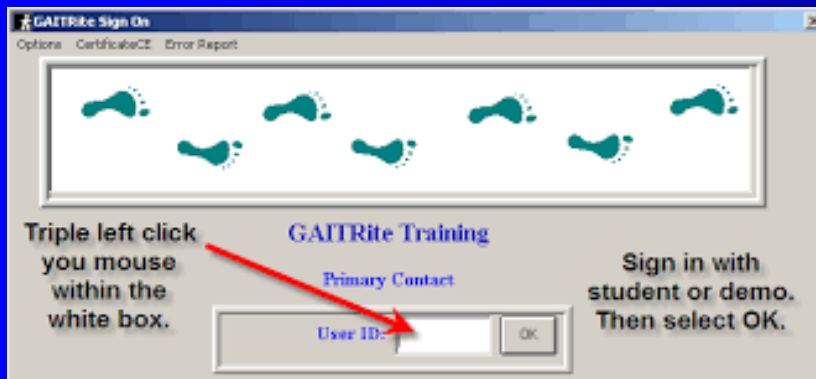 GAITRite Sign On
Options CertificateCE Error Report
Triple left click
you mouse
within the
white box.
GAITRite Training
Primary Contact
User ID:
OK
Sign in with
student or demo.
Then select OK.